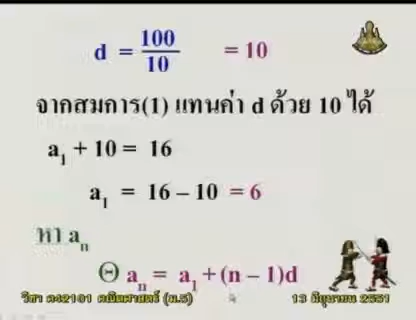 d = 100/10 = 10
จากสมการ(1) แทนค่า d ด้วย 10 ได้
a₁ + 10 = 16
a₁ = 16 – 10 = 6
หา aₙ
Θ aₙ = a₁ + (n – 1)d
วิชา ค42101 คณิตศาสตร์ (ม.5)
13 มิถุนายน 2551